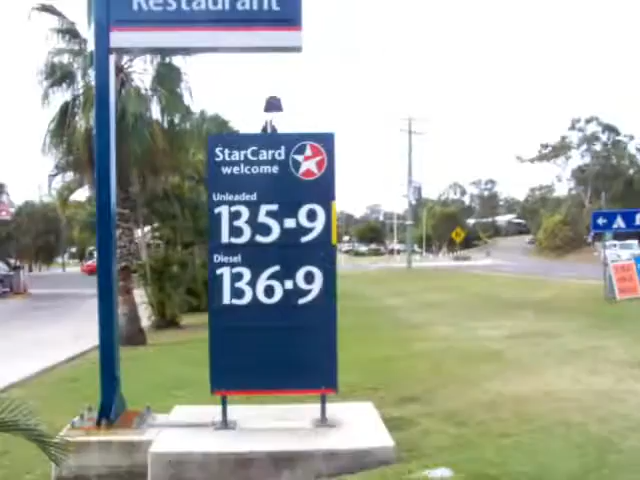 Restaurant
StarCard
welcome
Unleaded
135-9
Diesel
136-9